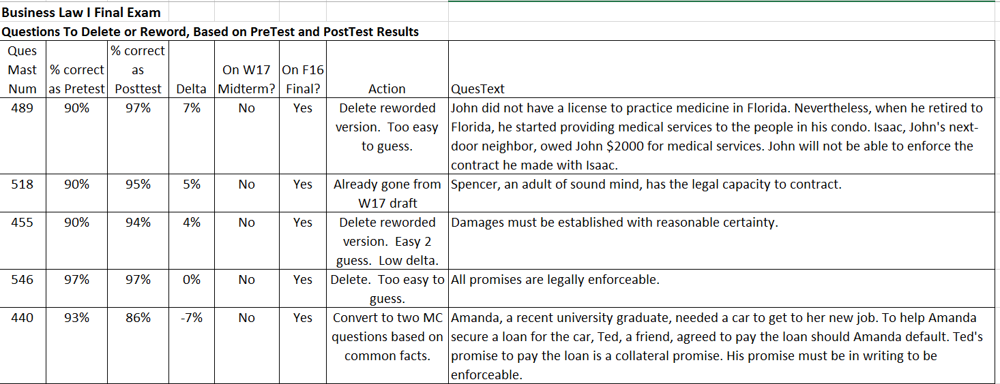 Business Law I Final Exam
Questions To Delete or Reword, Based on PreTest and PostTest Results
Ques Mast Num | % correct as Pretest | % correct as Posttest | Delta | On W17 Midterm? | On F16 Final? | Action | QuesText
489 | 90% | 97% | 7% | No | Yes | Delete reworded version.  Too easy to guess. | John did not have a license to practice medicine in Florida. Nevertheless, when he retired to Florida, he started providing medical services to the people in his condo. Isaac, John's next-door neighbor, owed John $2000 for medical services. John will not be able to enforce the contract he made with Isaac.
518 | 90% | 95% | 5% | No | Yes | Already gone from W17 draft | Spencer, an adult of sound mind, has the legal capacity to contract.
455 | 90% | 94% | 4% | No | Yes | Delete reworded version.  Easy 2 guess.  Low delta. | Damages must be established with reasonable certainty.
546 | 97% | 97% | 0% | No | Yes | Delete.  Too easy to guess. | All promises are legally enforceable.
440 | 93% | 86% | -7% | No | Yes | Convert to two MC questions based on common facts. | Amanda, a recent university graduate, needed a car to get to her new job. To help Amanda secure a loan for the car, Ted, a friend, agreed to pay the loan should Amanda default. Ted's promise to pay the loan is a collateral promise. His promise must be in writing to be enforceable.